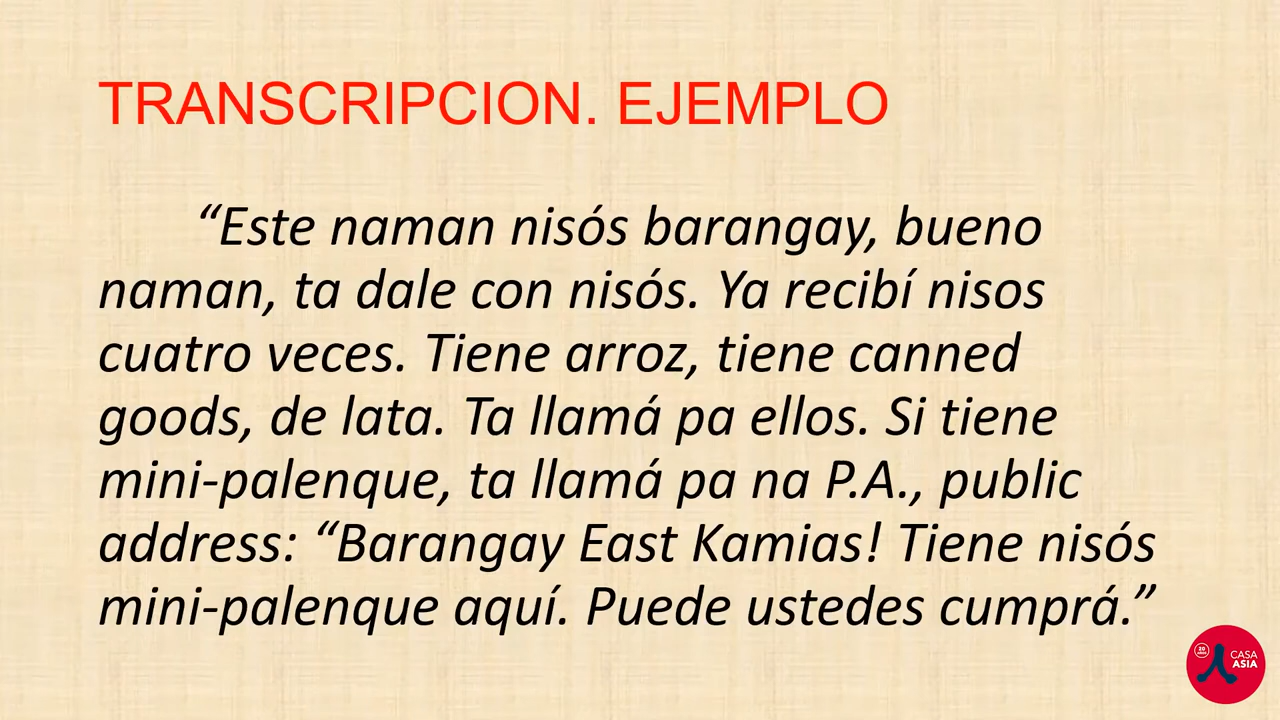 TRANSCRIPCION. EJEMPLO
“Este naman nisós barangay, bueno
naman, ta dale con nisós. Ya recibí nisos
cuatro veces. Tiene arroz, tiene canned
goods, de lata. Ta llamá pa ellos. Si tiene
mini-palenque, ta llamá pa na P.A., public
address: “Barangay East Kamias! Tiene nisós
mini-palenque aquí. Puede ustedes cumprá.”
20
años
CASA
ASIA